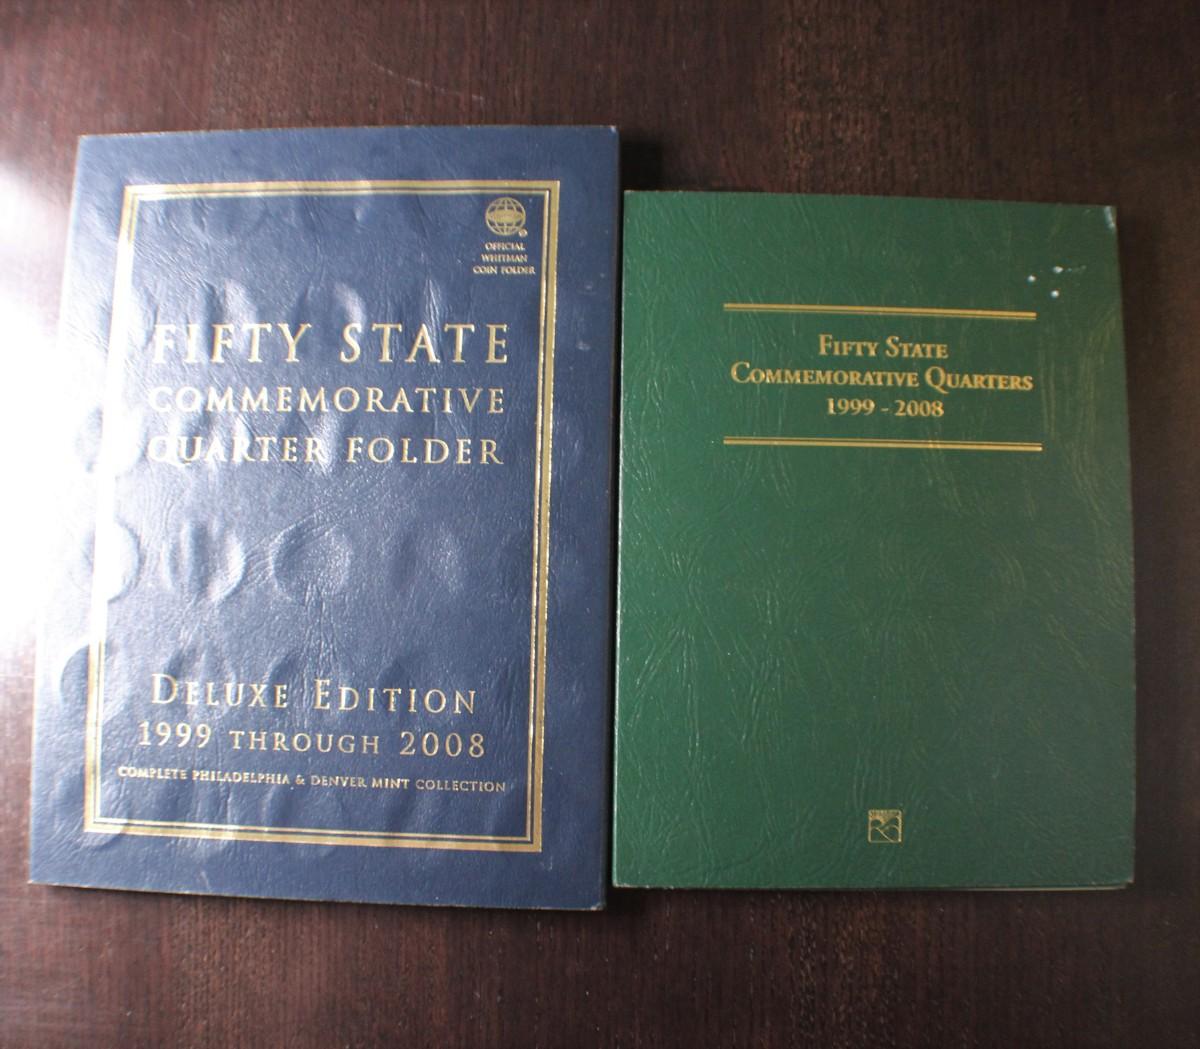 OFFICIAL
WHITMAN
COIN FOLDER
FIFTY STATE
COMMEMORATIVE
QUARTER FOLDER
DELUXE EDITION
1999 THROUGH 2008
COMPLETE PHILADELPHIA & DENVER MINT COLLECTION
FIFTY STATE
COMMEMORATIVE QUARTERS
1999 - 2008